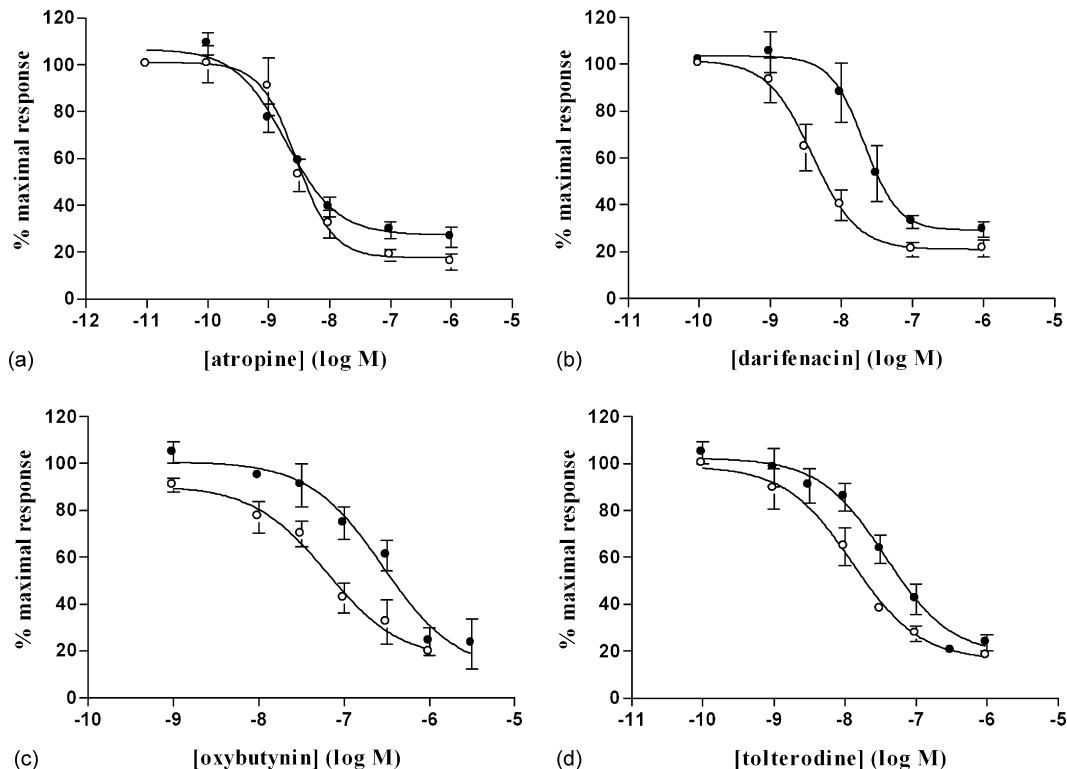 120
100
80
60
40
20
0
% maximal response
-12 -11 -10 -9 -8 -7 -6 -5
(a) [atropine] (log M)
120
100
80
60
40
20
0
% maximal response
-11 -10 -9 -8 -7 -6 -5
(b) [darifenacin] (log M)
120
100
80
60
40
20
0
% maximal response
-10 -9 -8 -7 -6 -5
(c) [oxybutynin] (log M)
120
100
80
60
40
20
0
% maximal response
-11 -10 -9 -8 -7 -6 -5
(d) [tolterodine] (log M)